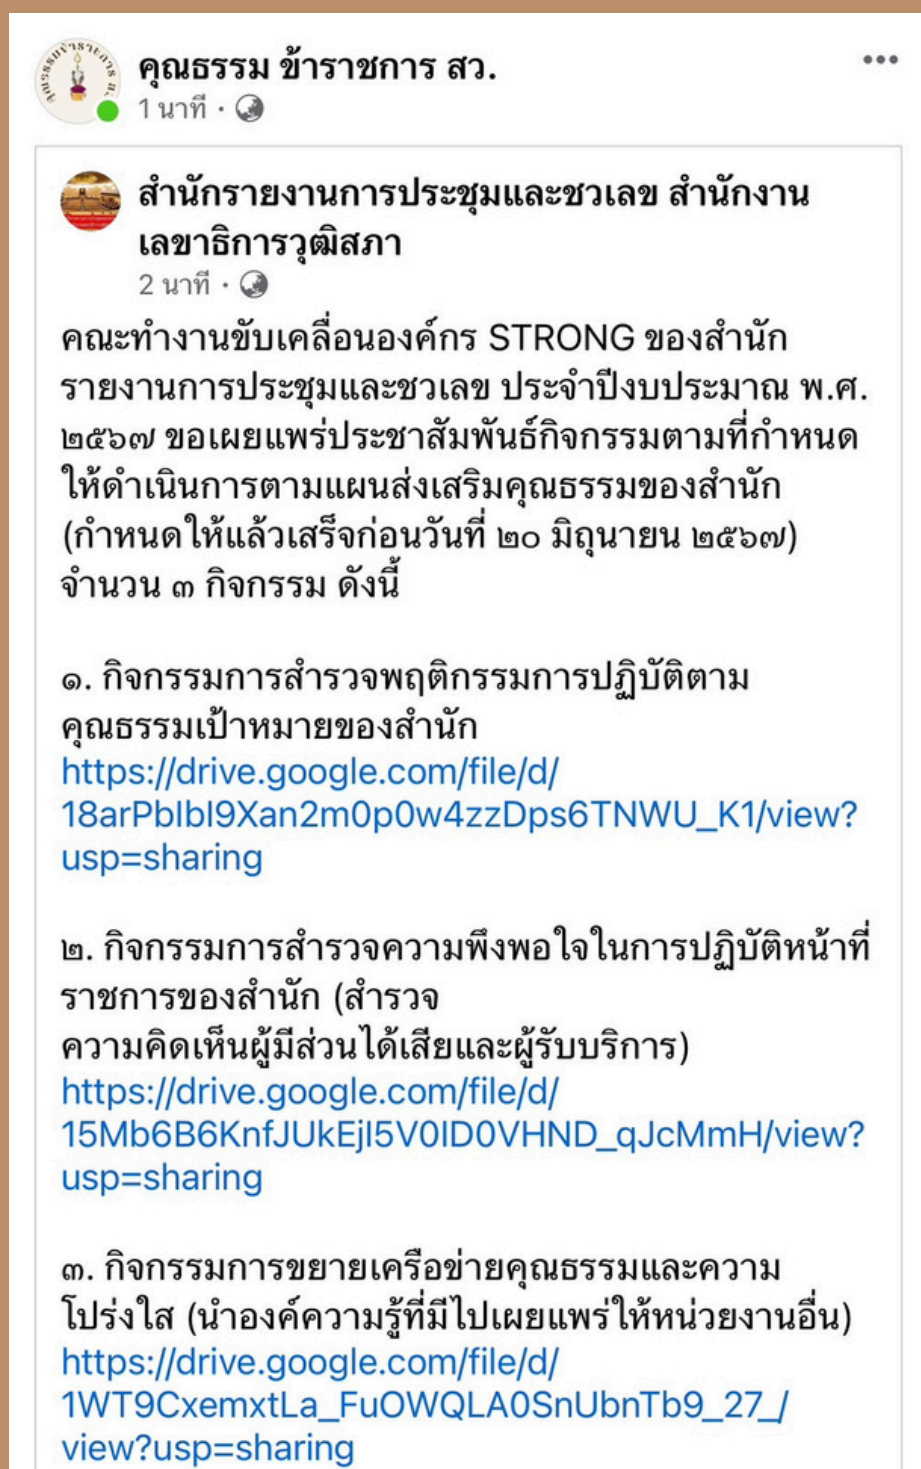 คุณธรรม ข้าราชการ สว.
1 นาที ·
สำนักรายงานการประชุมและชวเลข สำนักงาน
เลขาธิการวุฒิสภา
2 นาที ·
คณะทำงานขับเคลื่อนองค์กร STRONG ของสำนัก
รายงานการประชุมและชวเลข ประจำปีงบประมาณ พ.ศ.
๒๕๖๗ ขอเผยแพร่ประชาสัมพันธ์กิจกรรมตามที่กำหนด
ให้ดำเนินการตามแผนส่งเสริมคุณธรรมของสำนัก
(กำหนดให้แล้วเสร็จก่อนวันที่ ๒๐ มิถุนายน ๒๕๖๗)
จำนวน ๓ กิจกรรม ดังนี้
๑. กิจกรรมการสำรวจพฤติกรรมการปฏิบัติตาม
คุณธรรมเป้าหมายของสำนัก
https://drive.google.com/file/d/
18arPbIbI9Xan2m0p0w4zzDps6TNWU_K1/view?
usp=sharing
๒. กิจกรรมการสำรวจความพึงพอใจในการปฏิบัติหน้าที่
ราชการของสำนัก (สำรวจ
ความคิดเห็นผู้มีส่วนได้เสียและผู้รับบริการ)
https://drive.google.com/file/d/
15Mb6B6KnfJUkEjI5V0ID0VHND_qJcMmH/view?
usp=sharing
๓. กิจกรรมการขยายเครือข่ายคุณธรรมและความ
โปร่งใส (นำองค์ความรู้ที่มีไปเผยแพร่ให้หน่วยงานอื่น)
https://drive.google.com/file/d/
1WT9CxemxtLa_FuOWQLA0SnUbnTb9_27_/
view?usp=sharing